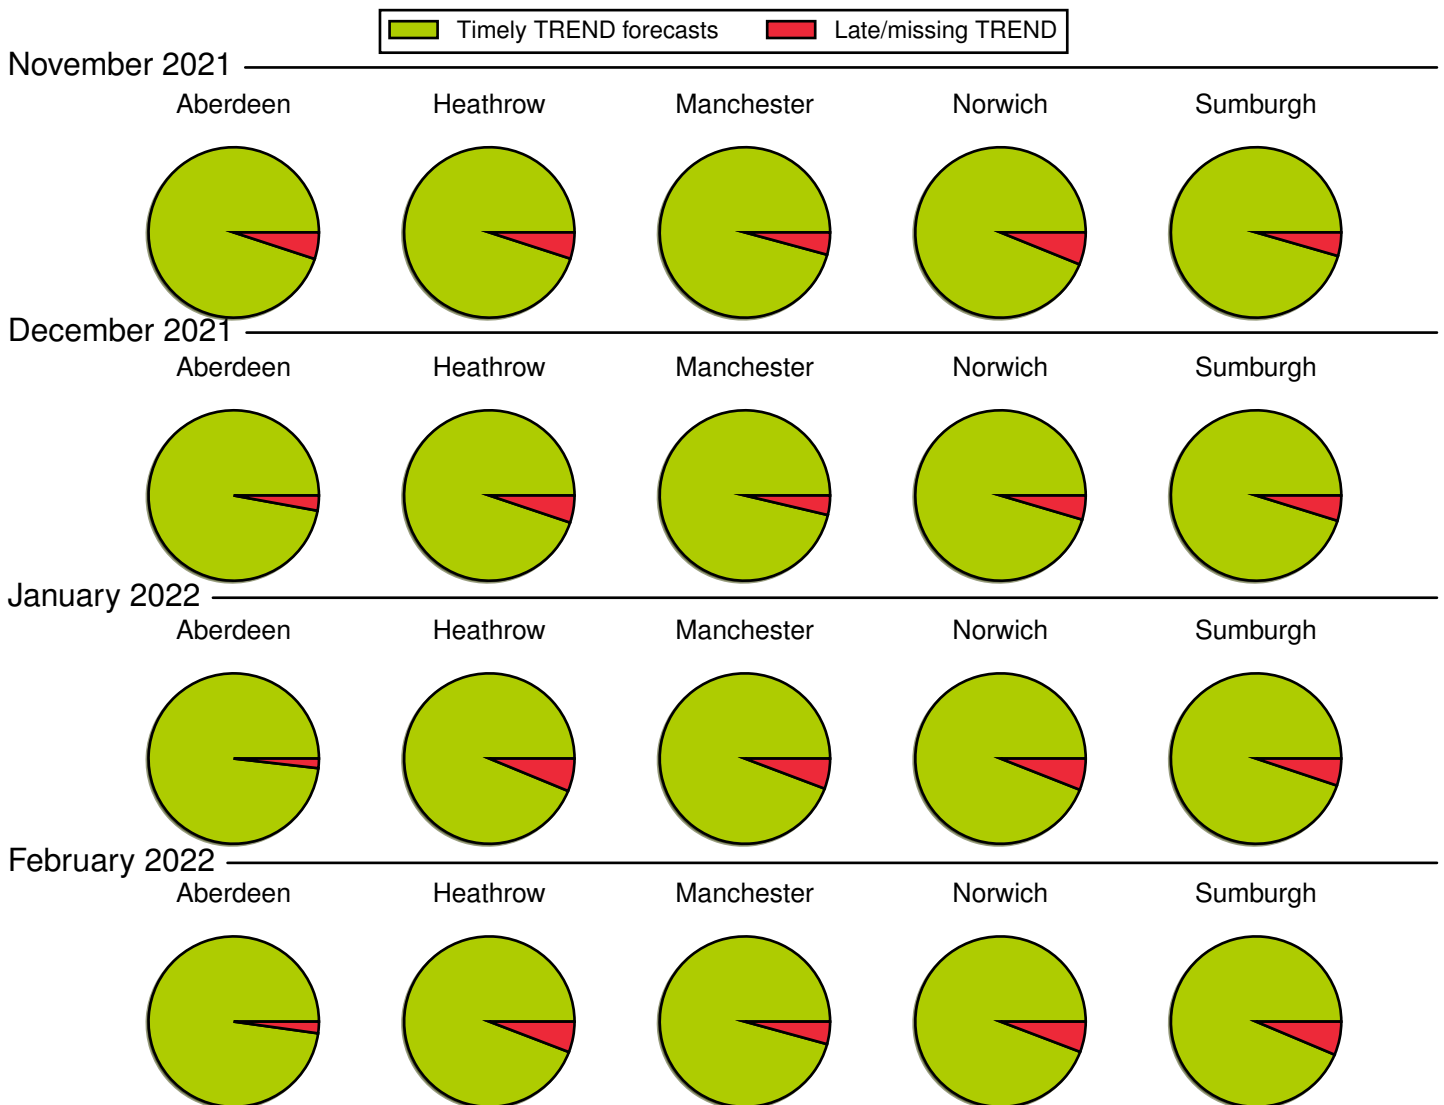 Timely TREND forecasts Late/missing TREND
November 2021
Aberdeen Heathrow Manchester Norwich Sumburgh
December 2021
Aberdeen Heathrow Manchester Norwich Sumburgh
January 2022
Aberdeen Heathrow Manchester Norwich Sumburgh
February 2022
Aberdeen Heathrow Manchester Norwich Sumburgh